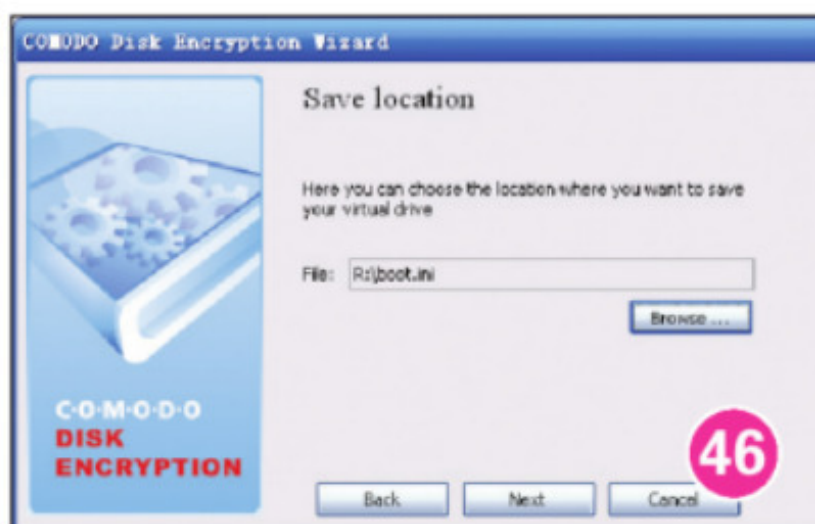 COMODO Disk Encryption Wizard
Save location
Here you can choose the location where you want to save
your virtual drive
File: R:\boot.ini
Browse ...
C·O·M·O·D·O
DISK
ENCRYPTION
46
Back Next Cancel